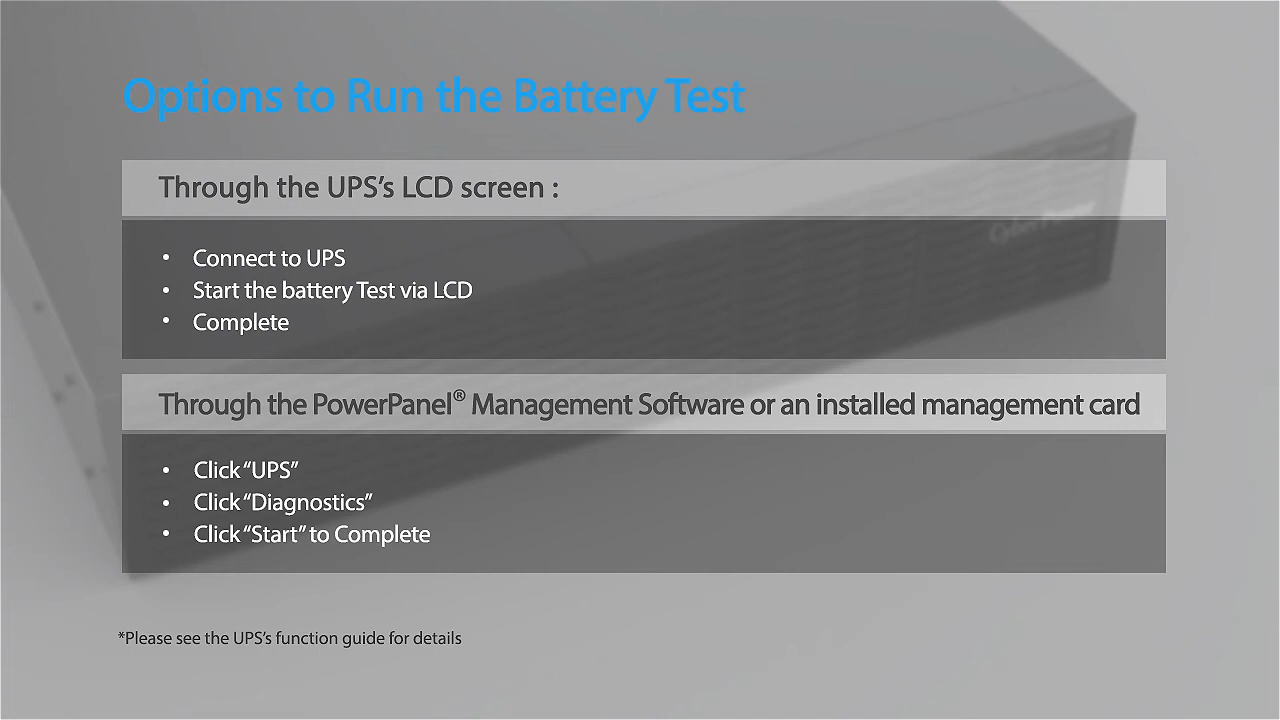 Options to Run the Battery Test
Through the UPS’s LCD screen :
CyberPower
• Connect to UPS
• Start the battery Test via LCD
• Complete
Through the PowerPanel® Management Software or an installed management card
• Click “UPS”
• Click “Diagnostics”
• Click “Start” to Complete
*Please see the UPS’s function guide for details